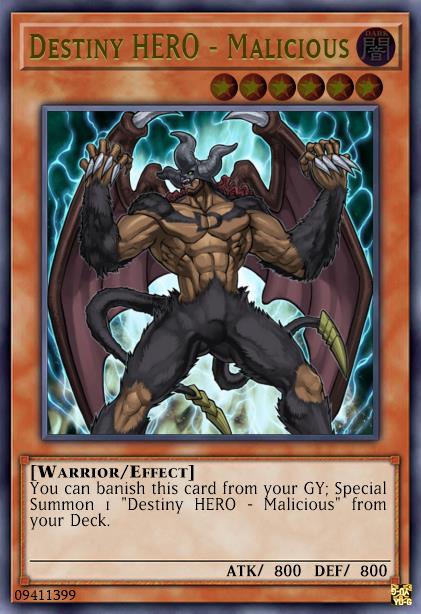 DESTINY HERO - MALICIOUS
DARK
闇
[WARRIOR/EFFECT]
You can banish this card from your GY; Special
Summon 1 "Destiny HERO - Malicious" from
your Deck.
ATK/ 800 DEF/ 800
09411399